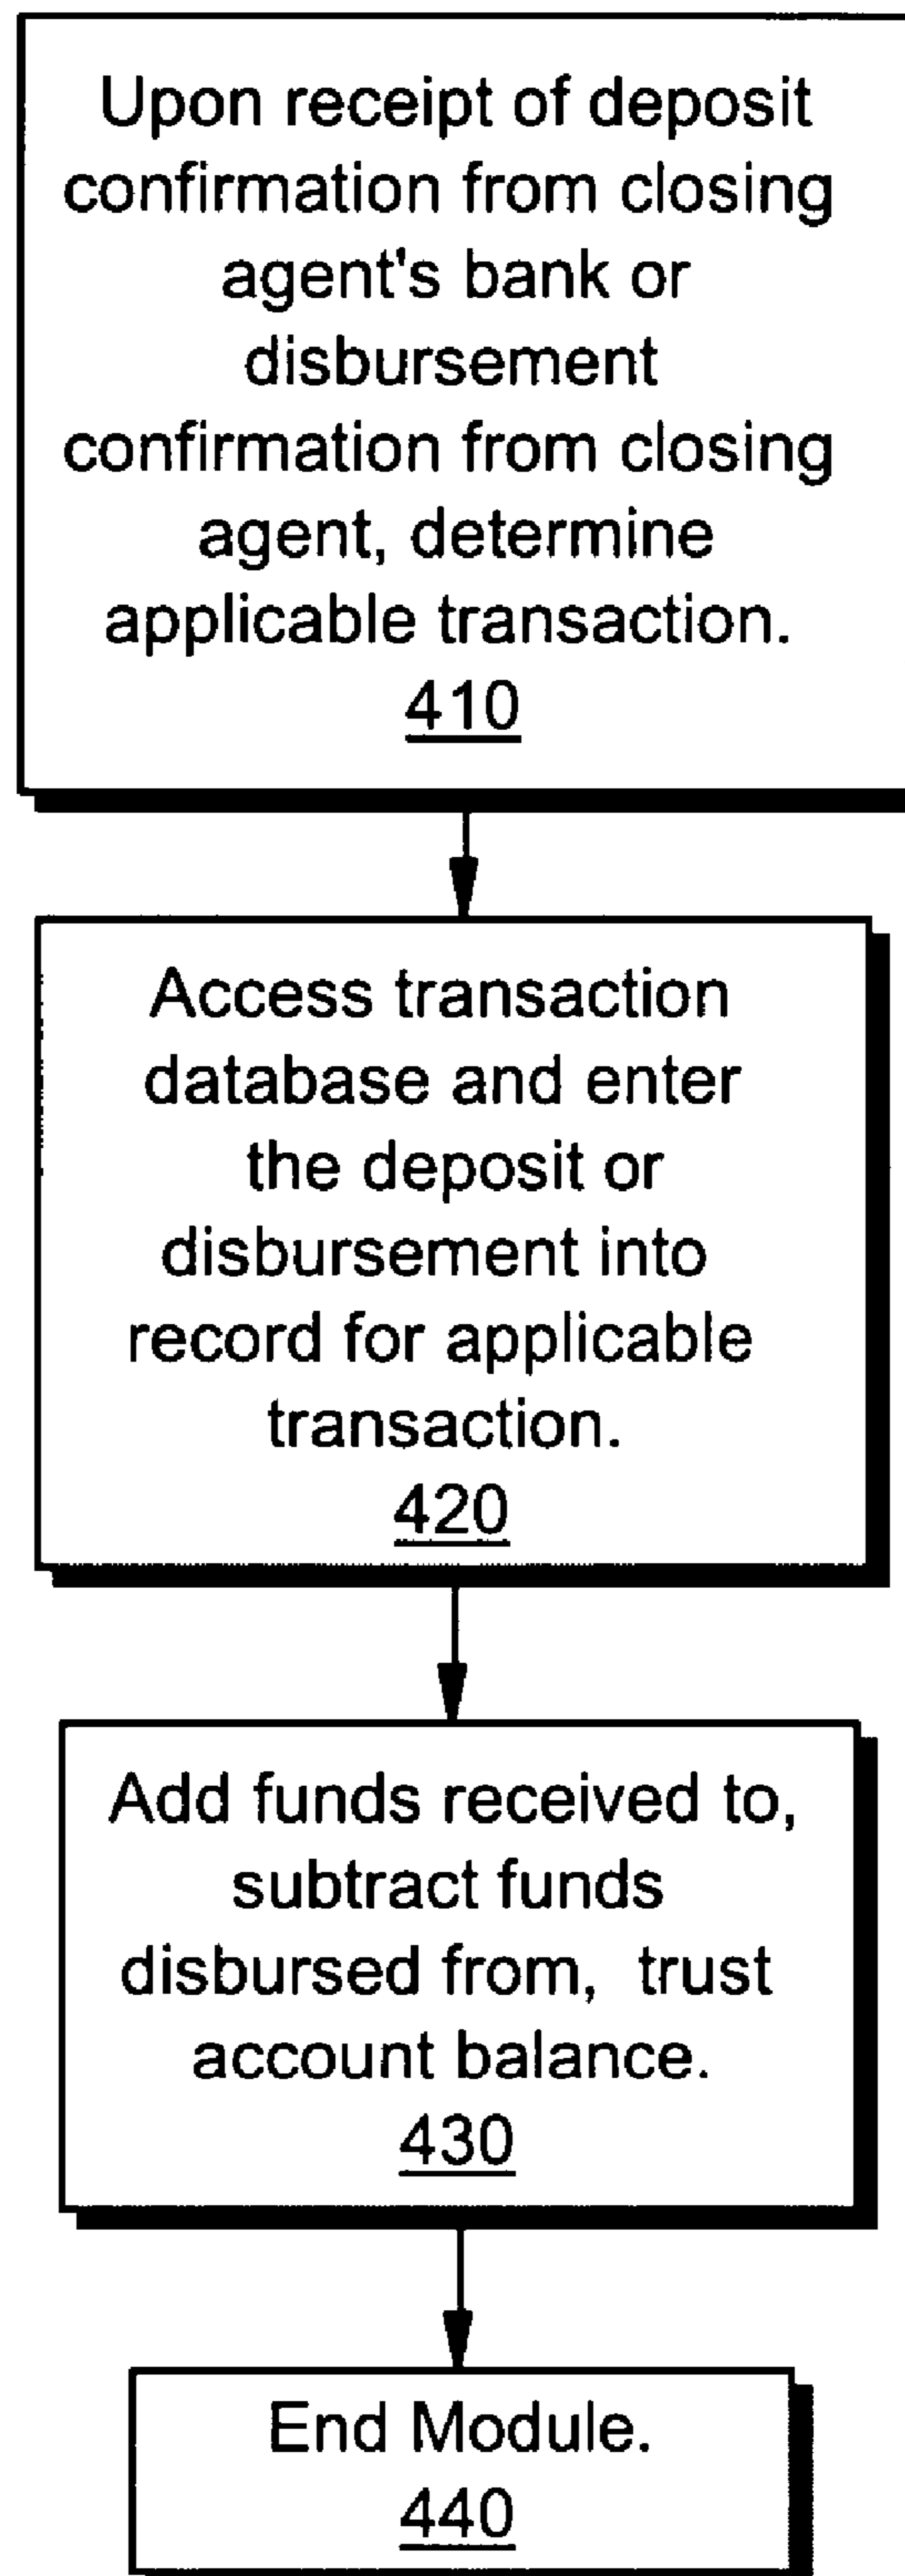 Upon receipt of deposit
confirmation from closing
agent's bank or
disbursement
confirmation from closing
agent, determine
applicable transaction.
410
Access transaction
database and enter
the deposit or
disbursement into
record for applicable
transaction.
420
Add funds received to,
subtract funds
disbursed from, trust
account balance.
430
End Module.
440